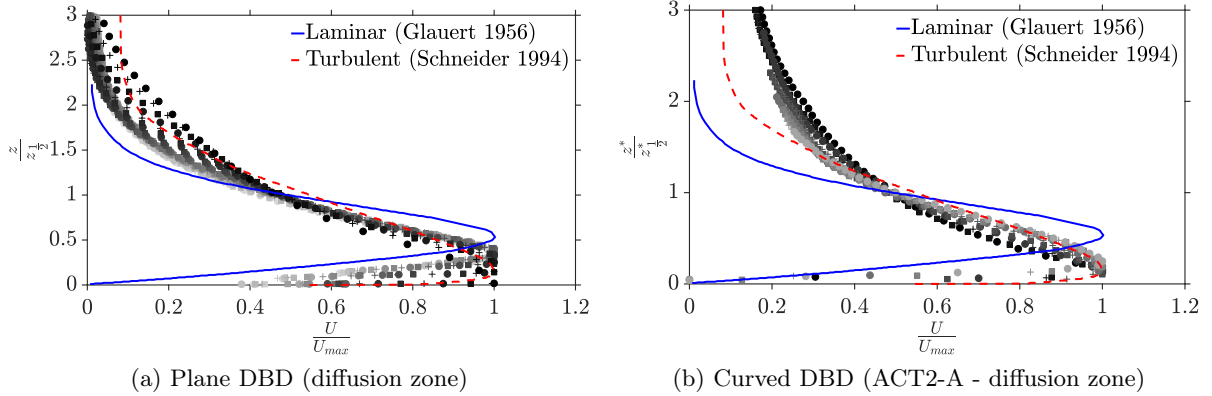 3
2.5
2
1.5
1
0.5
0
0
0.2
0.4
0.6
0.8
1
1.2
z / z_{1/2}
U / U_{max}
Laminar (Glauert 1956)
Turbulent (Schneider 1994)
(a) Plane DBD (diffusion zone)
3
2
1
0
0
0.2
0.4
0.6
0.8
1
1.2
z* / z*_{1/2}
U / U_{max}
Laminar (Glauert 1956)
Turbulent (Schneider 1994)
(b) Curved DBD (ACT2-A - diffusion zone)